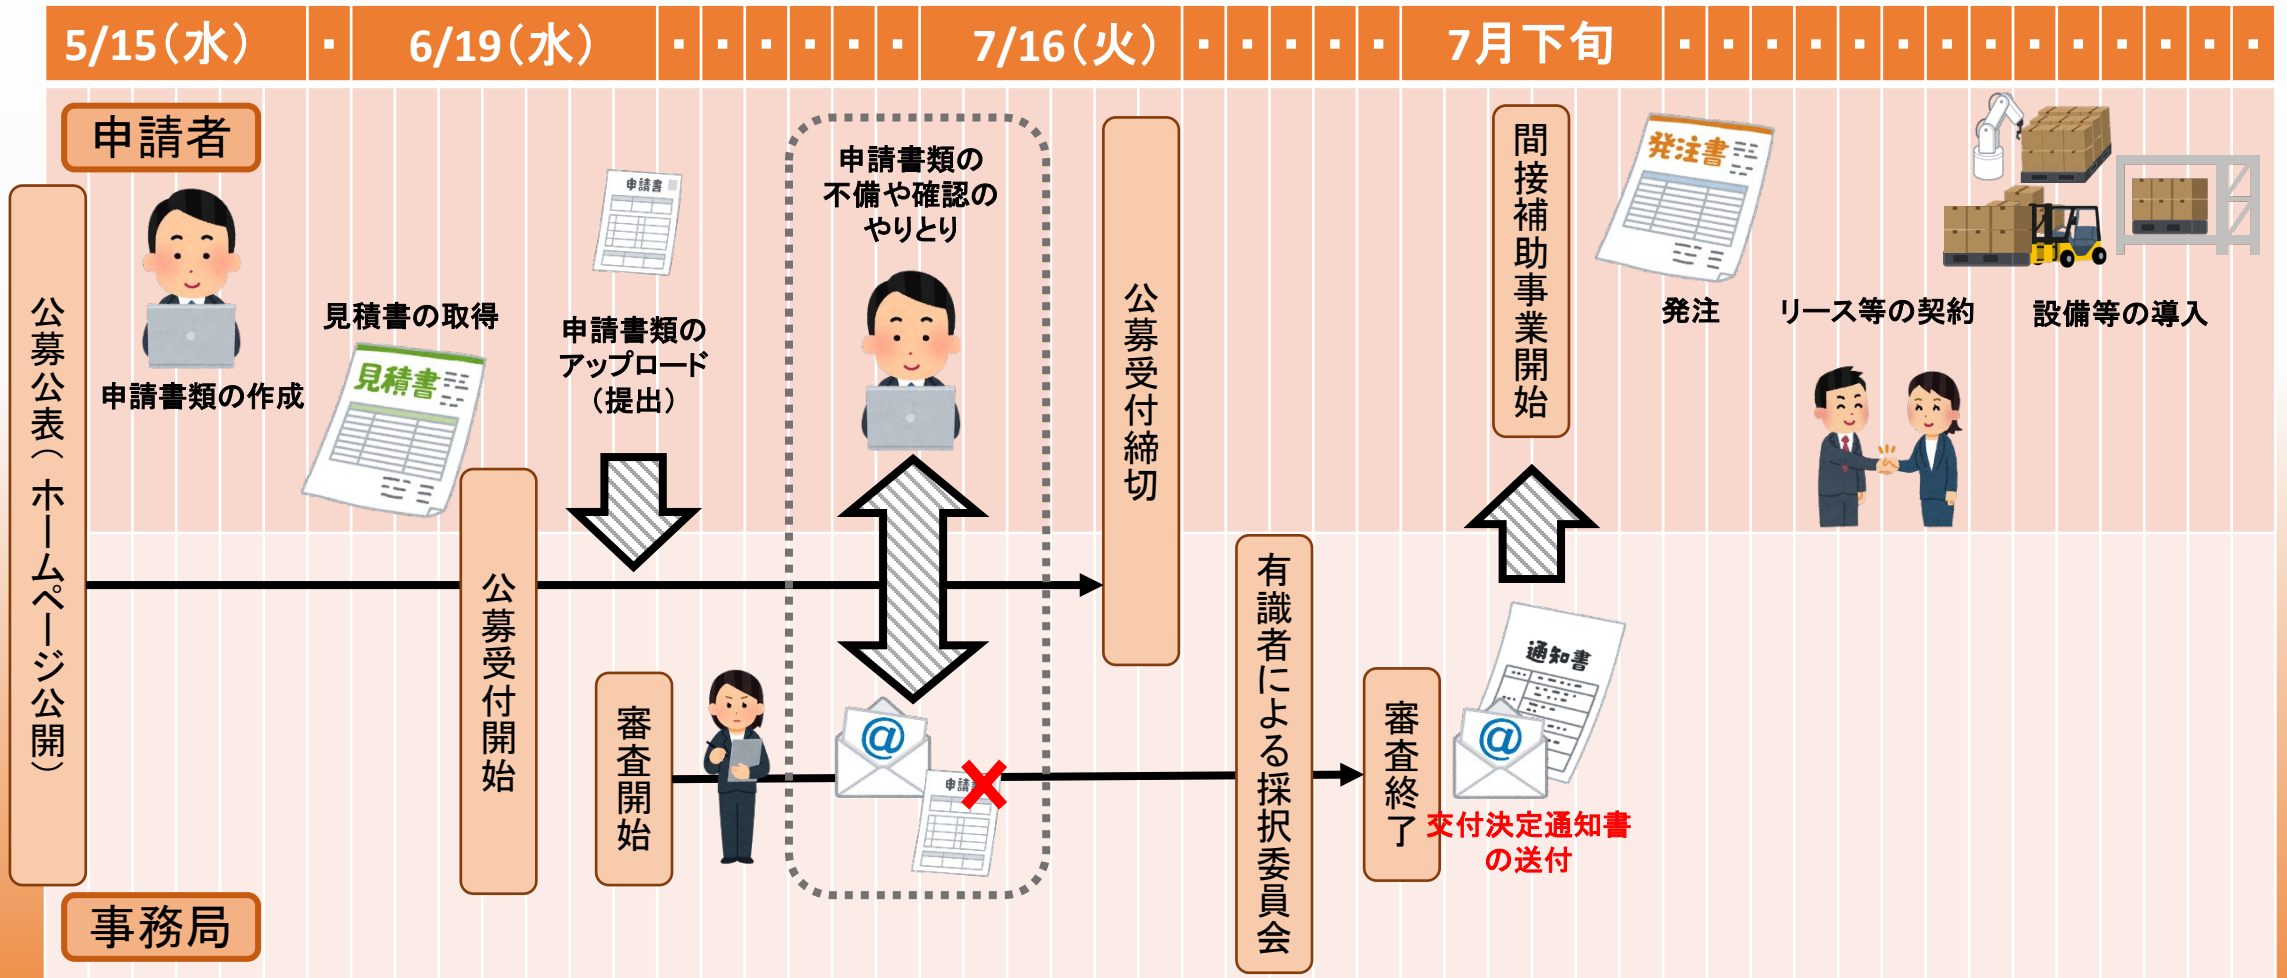 5/15(水)
・
6/19(水)
・・・・・・
7/16(火)
・・・・・
7月下旬
・・・・・・・・・・・・・・
申請者
公募公表(ホームページ公開)
申請書類の作成
見積書の取得
見積書
申請書
申請書類の
アップロード
(提出)
公募受付開始
申請書類の
不備や確認の
やりとり
公募受付締切
審査開始
@
申請書
有識者による採択委員会
審査終了
間接補助事業開始
通知書
@
交付決定通知書
の送付
発注書
発注
リース等の契約
設備等の導入
事務局